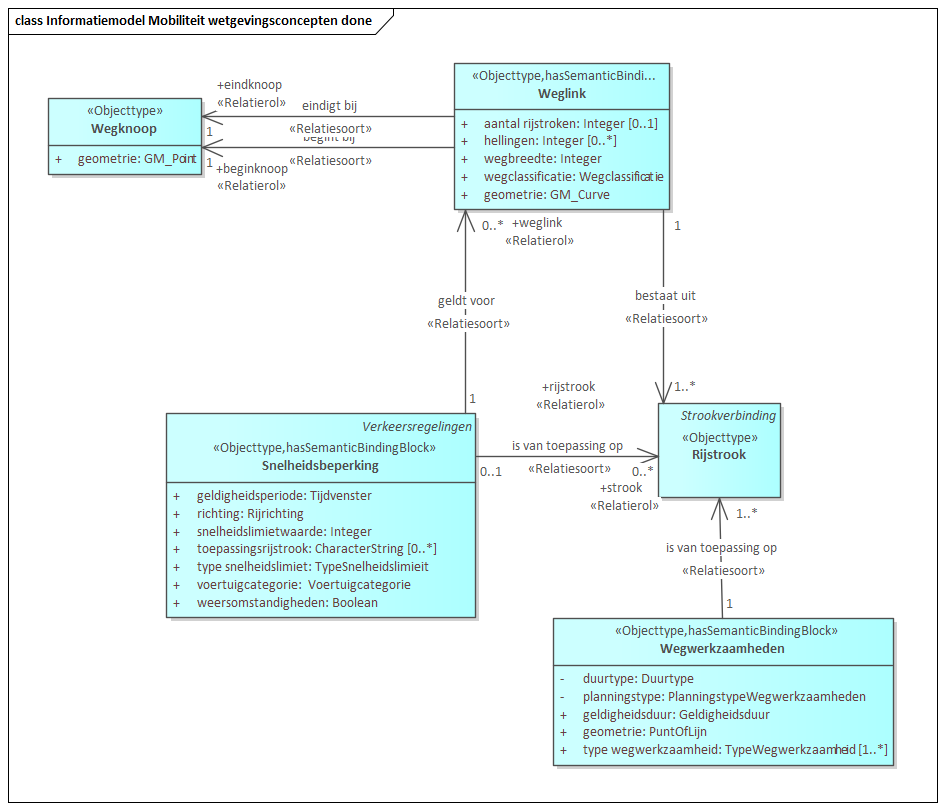 class Informatiemodel Mobiliteit wetgevingsconcepten done
«Objecttype»
Wegknoop
+ geometrie: GM_Point
+eindknoop
«Relatierol»
1
eindigt bij
«Relatiesoort»
begint bij
«Relatiesoort»
1
+beginknoop
«Relatierol»
«Objecttype,hasSemanticBindi...
Weglink
+ aantal rijstroken: Integer [0..1]
+ hellingen: Integer [0..*]
+ wegbreedte: Integer
+ wegclassificatie: Wegclassificatie
+ geometrie: GM_Curve
0..* +weglink
«Relatierol»
1
geldt voor
«Relatiesoort»
1
bestaat uit
«Relatiesoort»
1..*
Verkeersregelingen
«Objecttype,hasSemanticBindingBlock»
Snelheidsbeperking
+ geldigheidsperiode: Tijdvenster
+ richting: Rijrichting
+ snelheidslimietwaarde: Integer
+ toepassingsrijstrook: CharacterString [0..*]
+ type snelheidslimiet: TypeSnelheidslimieit
+ voertuigcategorie: Voertuigcategorie
+ weersomstandigheden: Boolean
+rijstrook
«Relatierol»
is van toepassing op
0..1
«Relatiesoort»
0..*
+strook
«Relatierol»
Strookverbinding
«Objecttype»
Rijstrook
1..*
is van toepassing op
«Relatiesoort»
1
«Objecttype,hasSemanticBindingBlock»
Wegwerkzaamheden
- duurtype: Duurtype
- planningstype: PlanningstypeWegwerkzaamheden
+ geldigheidsduur: Geldigheidsduur
+ geometrie: PuntOfLijn
+ type wegwerkzaamheid: TypeWegwerkzaamheid [1..*]